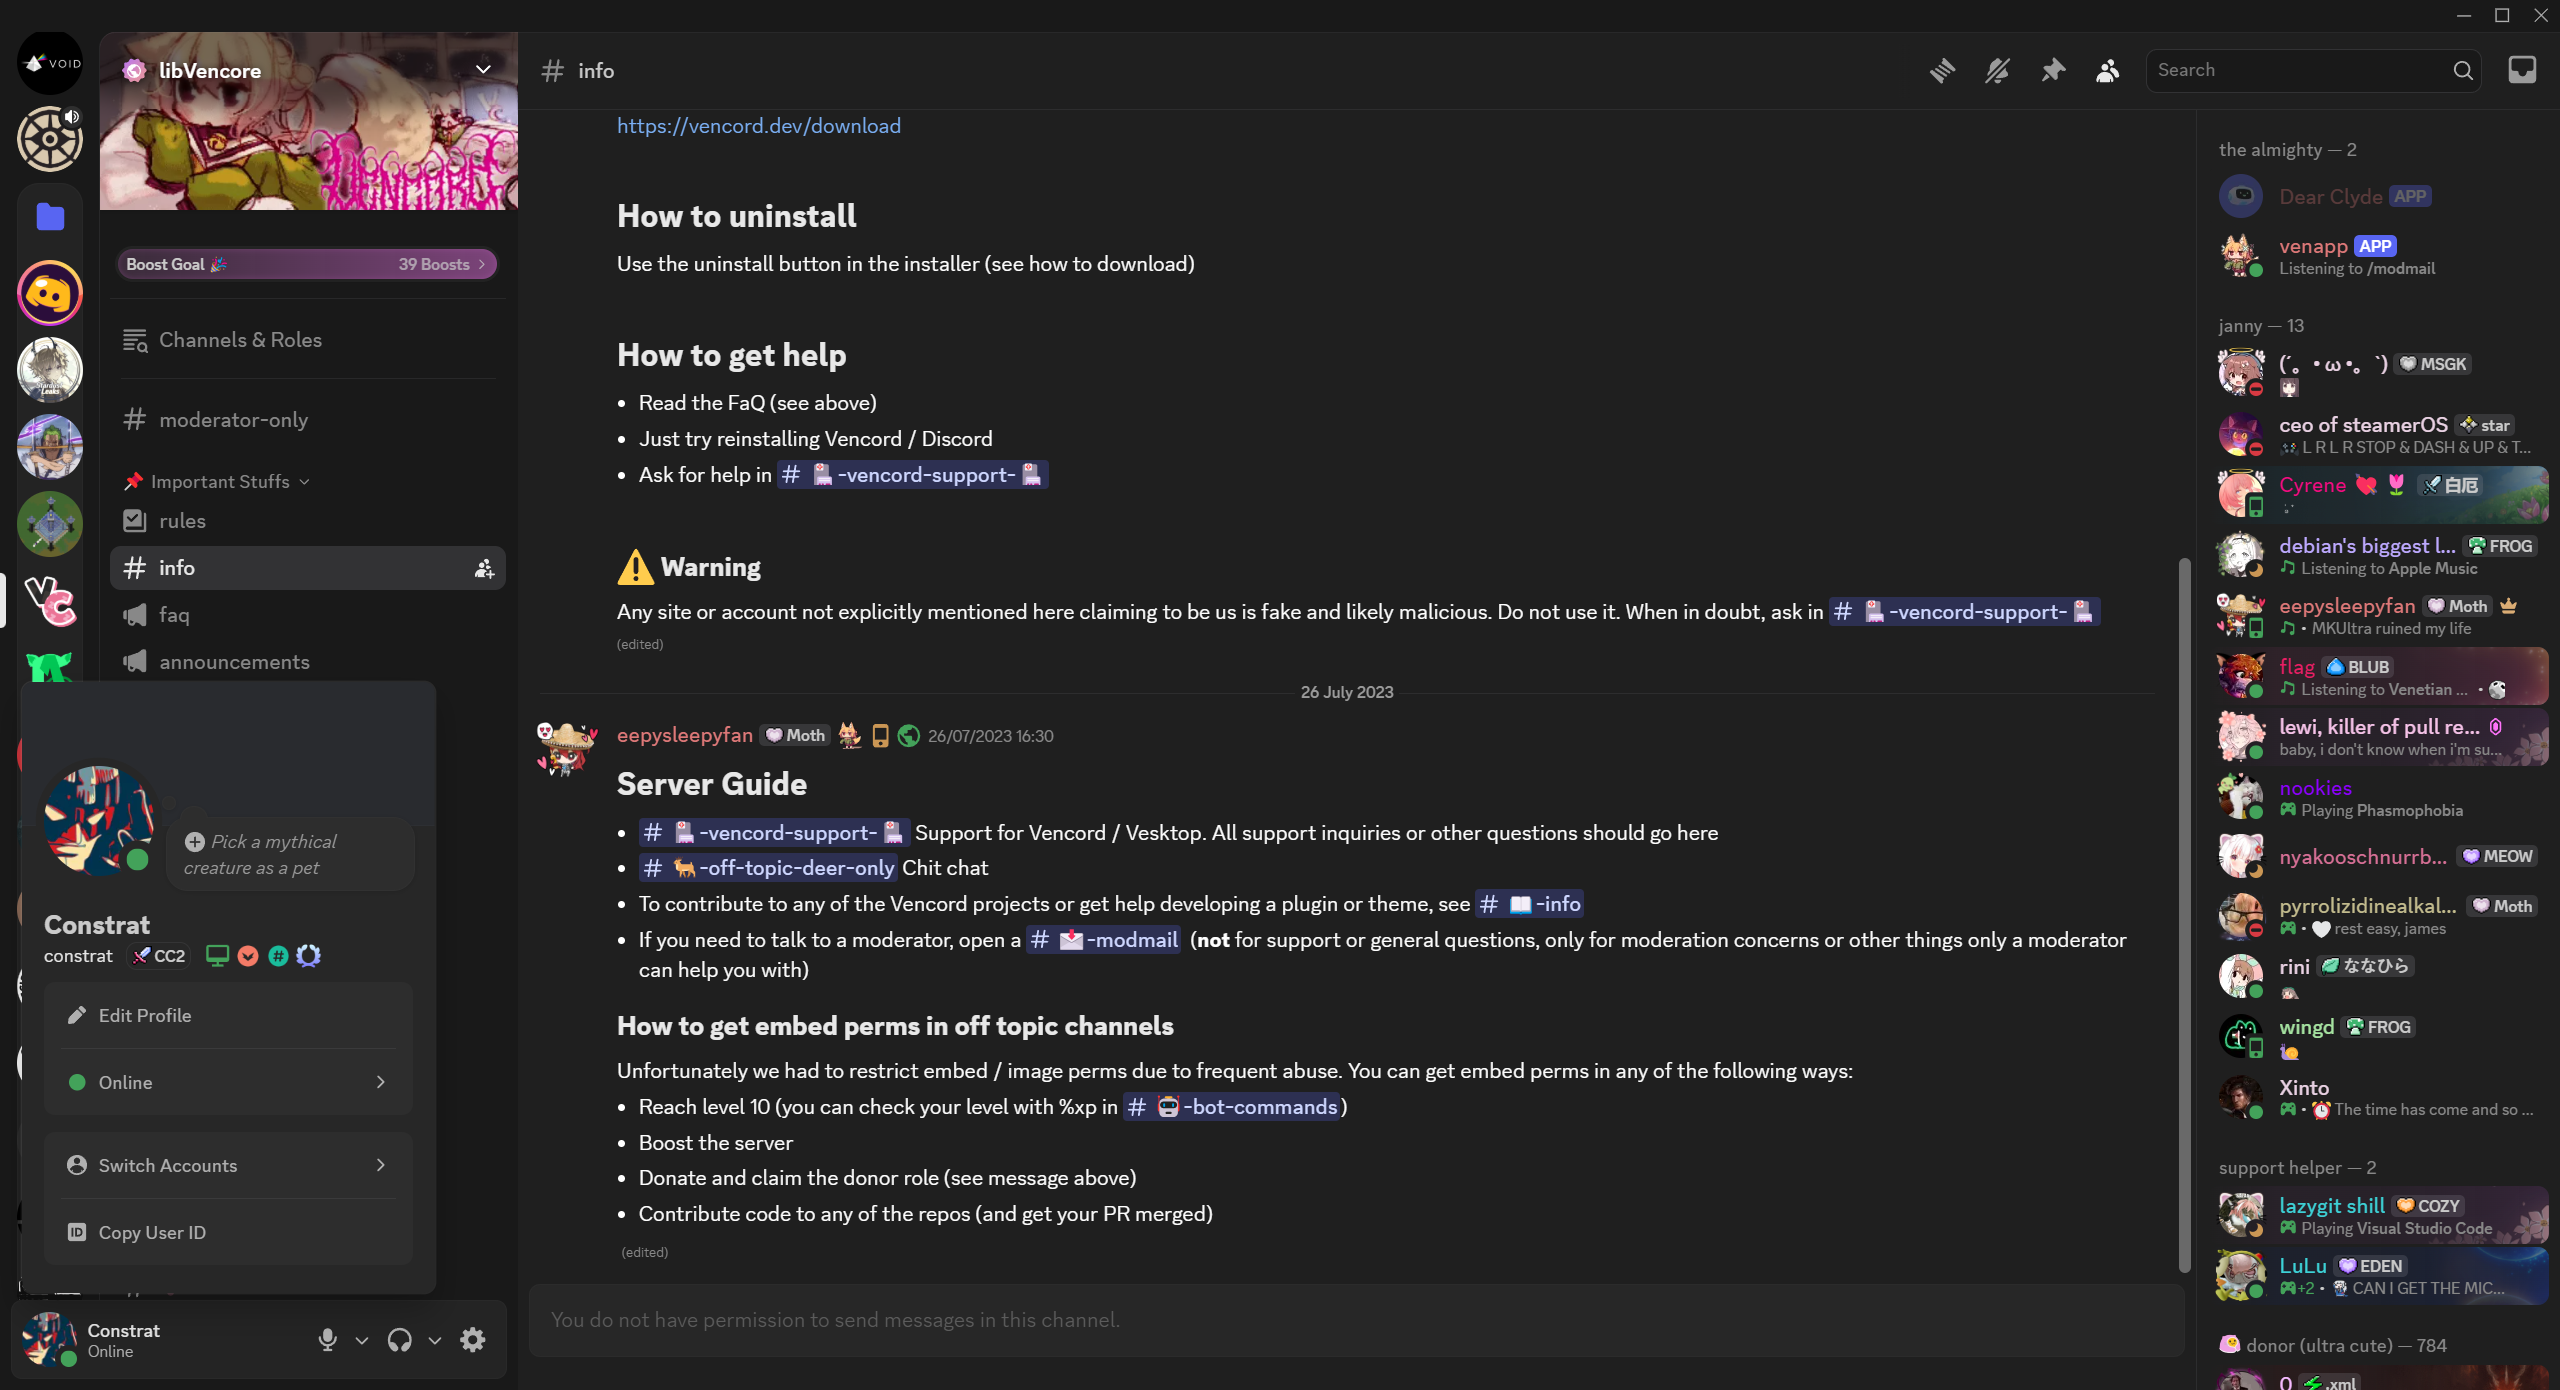 VOID
libVencore
VENCORE
Boost Goal
39 Boosts
Channels & Roles
moderator-only
Important Stuffs
rules
info
faq
announcements
Pick a mythical
creature as a pet
Constrat
constrat CC2
Edit Profile
Online
Switch Accounts
Copy User ID
Constrat
Online
info
Search
https://vencord.dev/download
How to uninstall
Use the uninstall button in the installer (see how to download)
How to get help
• Read the FaQ (see above)
• Just try reinstalling Vencord / Discord
• Ask for help in # 🏥-vencord-support-🏥
⚠️ Warning
Any site or account not explicitly mentioned here claiming to be us is fake and likely malicious. Do not use it. When in doubt, ask in # 🏥-vencord-support-🏥
(edited)
26 July 2023
eepysleepyfan Moth 26/07/2023 16:30
Server Guide
• # 🏥-vencord-support-🏥 Support for Vencord / Vesktop. All support inquiries or other questions should go here
• # 🦌-off-topic-deer-only Chit chat
• To contribute to any of the Vencord projects or get help developing a plugin or theme, see # 📖-info
• If you need to talk to a moderator, open a # 📩-modmail (not for support or general questions, only for moderation concerns or other things only a moderator
can help you with)
How to get embed perms in off topic channels
Unfortunately we had to restrict embed / image perms due to frequent abuse. You can get embed perms in any of the following ways:
• Reach level 10 (you can check your level with %xp in # 🤖-bot-commands)
• Boost the server
• Donate and claim the donor role (see message above)
• Contribute code to any of the repos (and get your PR merged)
(edited)
You do not have permission to send messages in this channel.
the almighty — 2
Dear Clyde APP
venapp APP
Listening to /modmail
janny — 13
(´。• ω •。`) MSGK
ceo of steamerOS star
L R L R STOP & DASH & UP & T...
Cyrene 白厄
debian's biggest l... FROG
Listening to Apple Music
eepysleepyfan Moth
• MKUltra ruined my life
flag BLUB
Listening to Venetian ... •
lewi, killer of pull re...
baby, i don't know when i'm su...
nookies
Playing Phasmophobia
nyakooschnurrb... MEOW
pyrrolizidinealkal... Moth
• rest easy, james
rini ななひら
wingd FROG
Xinto
• The time has come and so ...
support helper — 2
lazygit shill COZY
Playing Visual Studio Code
LuLu EDEN
+2 • CAN I GET THE MIC...
donor (ultra cute) — 784
.xml